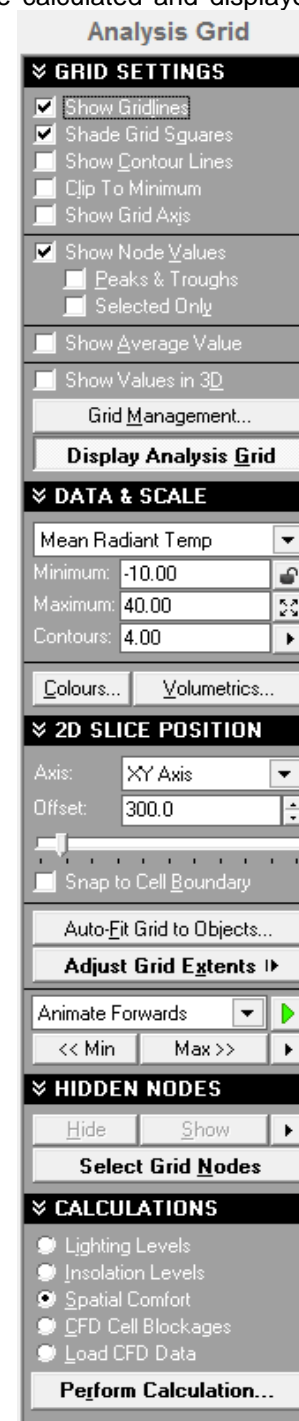 e calculated and displaye
Analysis Grid
GRID SETTINGS
Show Gridlines
Shade Grid Squares
Show Contour Lines
Clip To Minimum
Show Grid Axis
Show Node Values
Peaks & Troughs
Selected Only
Show Average Value
Show Values in 3D
Grid Management...
Display Analysis Grid
DATA & SCALE
Mean Radiant Temp
Minimum: -10.00
Maximum: 40.00
Contours: 4.00
Colours... Volumetrics...
2D SLICE POSITION
Axis: XY Axis
Offset: 300.0
Snap to Cell Boundary
Auto-Fit Grid to Objects...
Adjust Grid Extents
Animate Forwards
<< Min Max >>
HIDDEN NODES
Hide Show
Select Grid Nodes
CALCULATIONS
Lighting Levels
Insolation Levels
Spatial Comfort
CFD Cell Blockages
Load CFD Data
Perform Calculation...